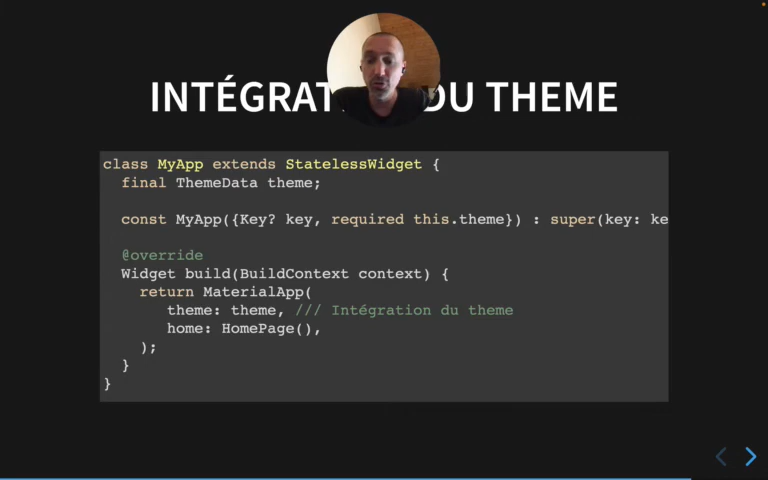 INTÉGRAT DU THEME
class MyApp extends StatelessWidget {
final ThemeData theme;
const MyApp({Key? key, required this.theme}) : super(key: ke
@override
Widget build(BuildContext context) {
return MaterialApp(
theme: theme, /// Intégration du theme
home: HomePage(),
);
}
}